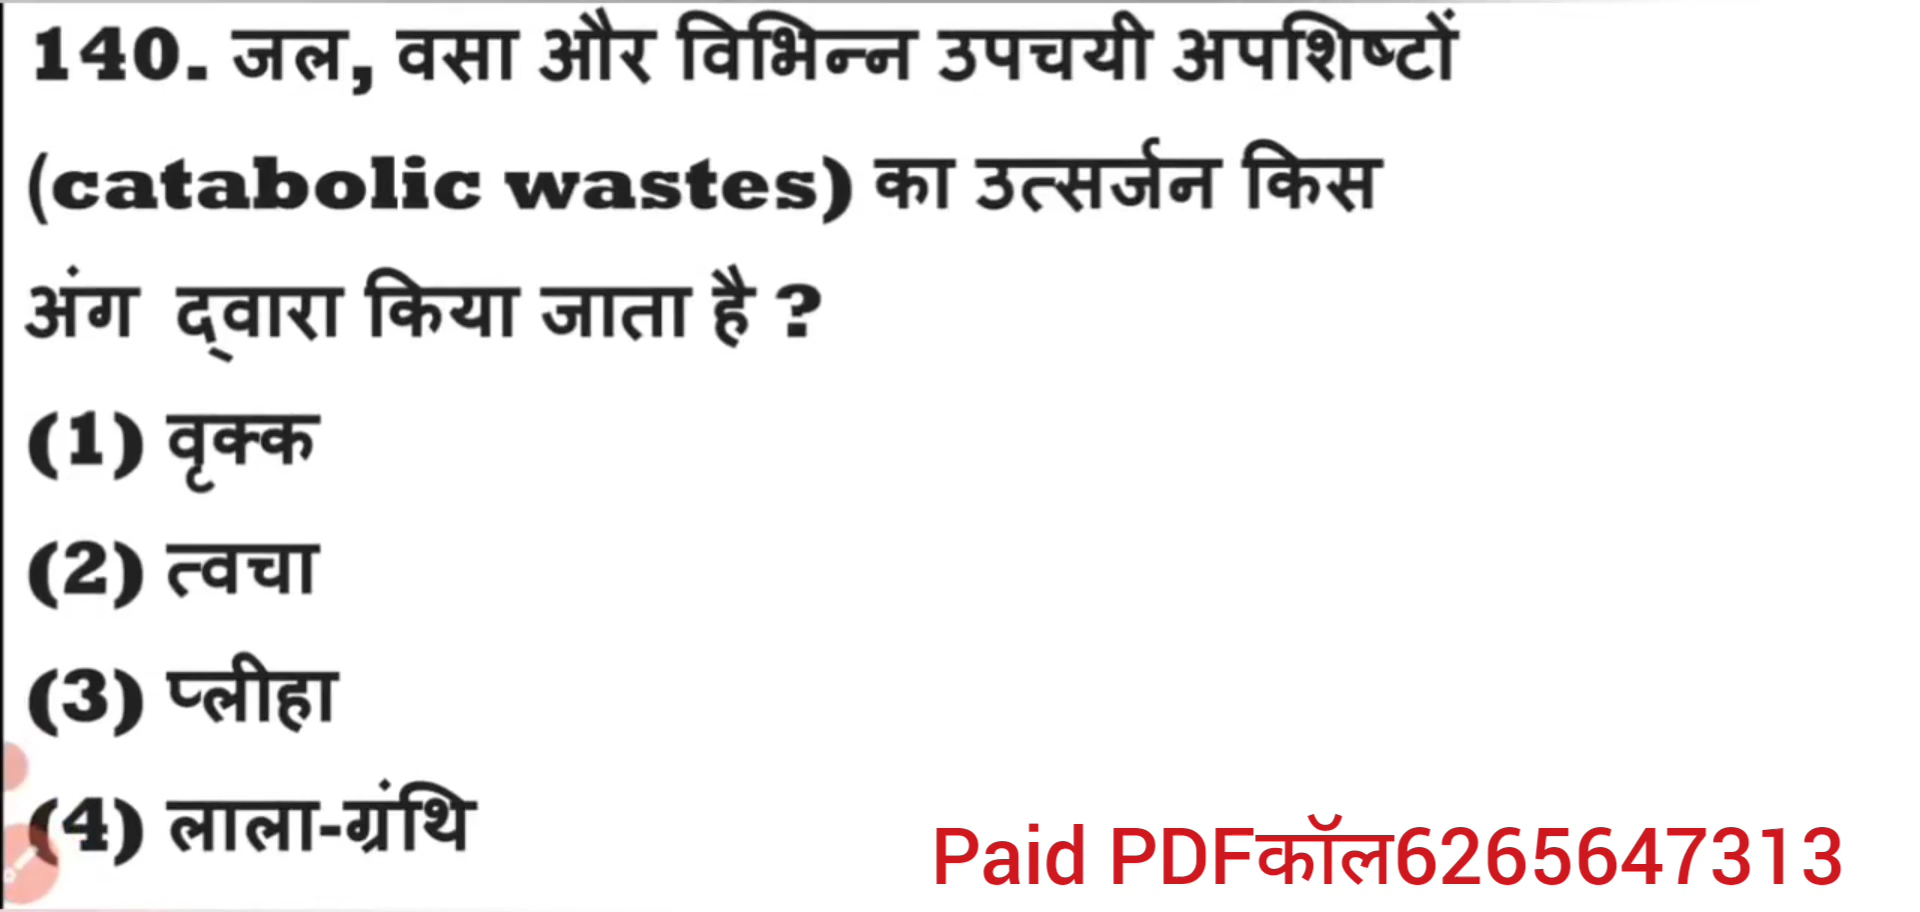 140. जल, वसा और विभिन्न उपचयी अपशिष्टों
(catabolic wastes) का उत्सर्जन किस
अंग द्वारा किया जाता है ?
(1) वृक्क
(2) त्वचा
(3) प्लीहा
(4) लाला-ग्रंथि
Paid PDFकॉल6265647313